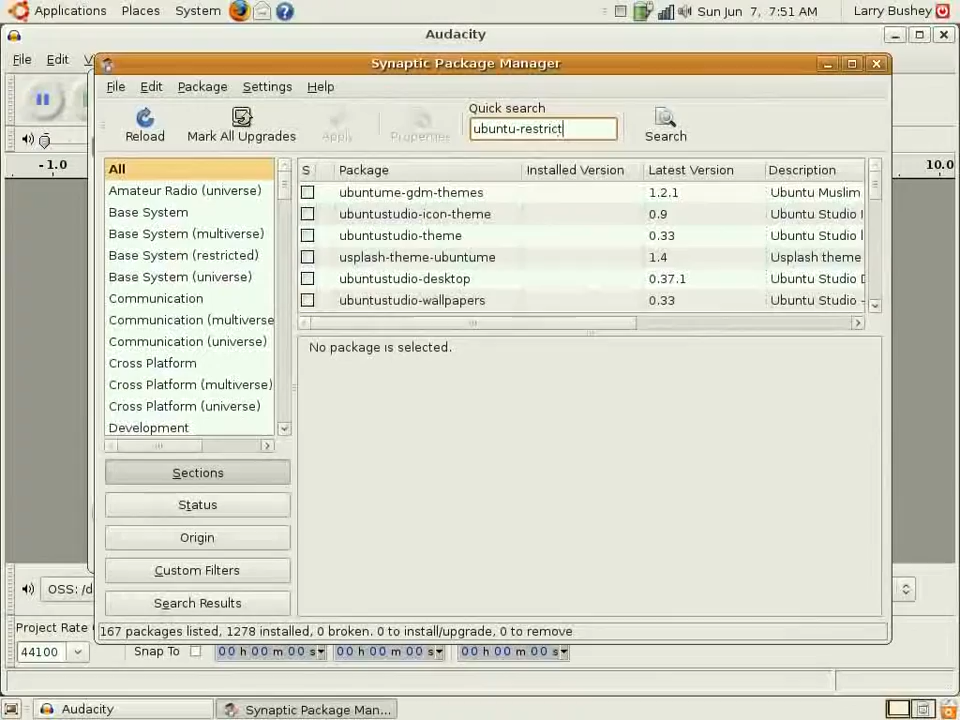 Applications Places System Sun Jun 7, 7:51 AM Larry Bushey
Audacity
File Edit
Synaptic Package Manager
File Edit Package Settings Help
Quick search
Reload Mark All Upgrades Apply Properties ubuntu-restrict Search
-1.0 10.0
All
Amateur Radio (universe)
Base System
Base System (multiverse)
Base System (restricted)
Base System (universe)
Communication
Communication (multiverse
Communication (universe)
Cross Platform
Cross Platform (multiverse)
Cross Platform (universe)
Development
S Package Installed Version Latest Version Description
ubuntume-gdm-themes 1.2.1 Ubuntu Muslim
ubuntustudio-icon-theme 0.9 Ubuntu Studio
ubuntustudio-theme 0.33 Ubuntu Studio
usplash-theme-ubuntume 1.4 Usplash theme
ubuntustudio-desktop 0.37.1 Ubuntu Studio
ubuntustudio-wallpapers 0.33 Ubuntu Studio -
No package is selected.
Sections
Status
Origin
Custom Filters
Search Results
OSS: /d
167 packages listed, 1278 installed, 0 broken. 0 to install/upgrade, 0 to remove
Project Rate
44100 Snap To 00 h 00 m 00 s 00 h 00 m 00 s 00 h 00 m 00 s
Audacity Synaptic Package Man...